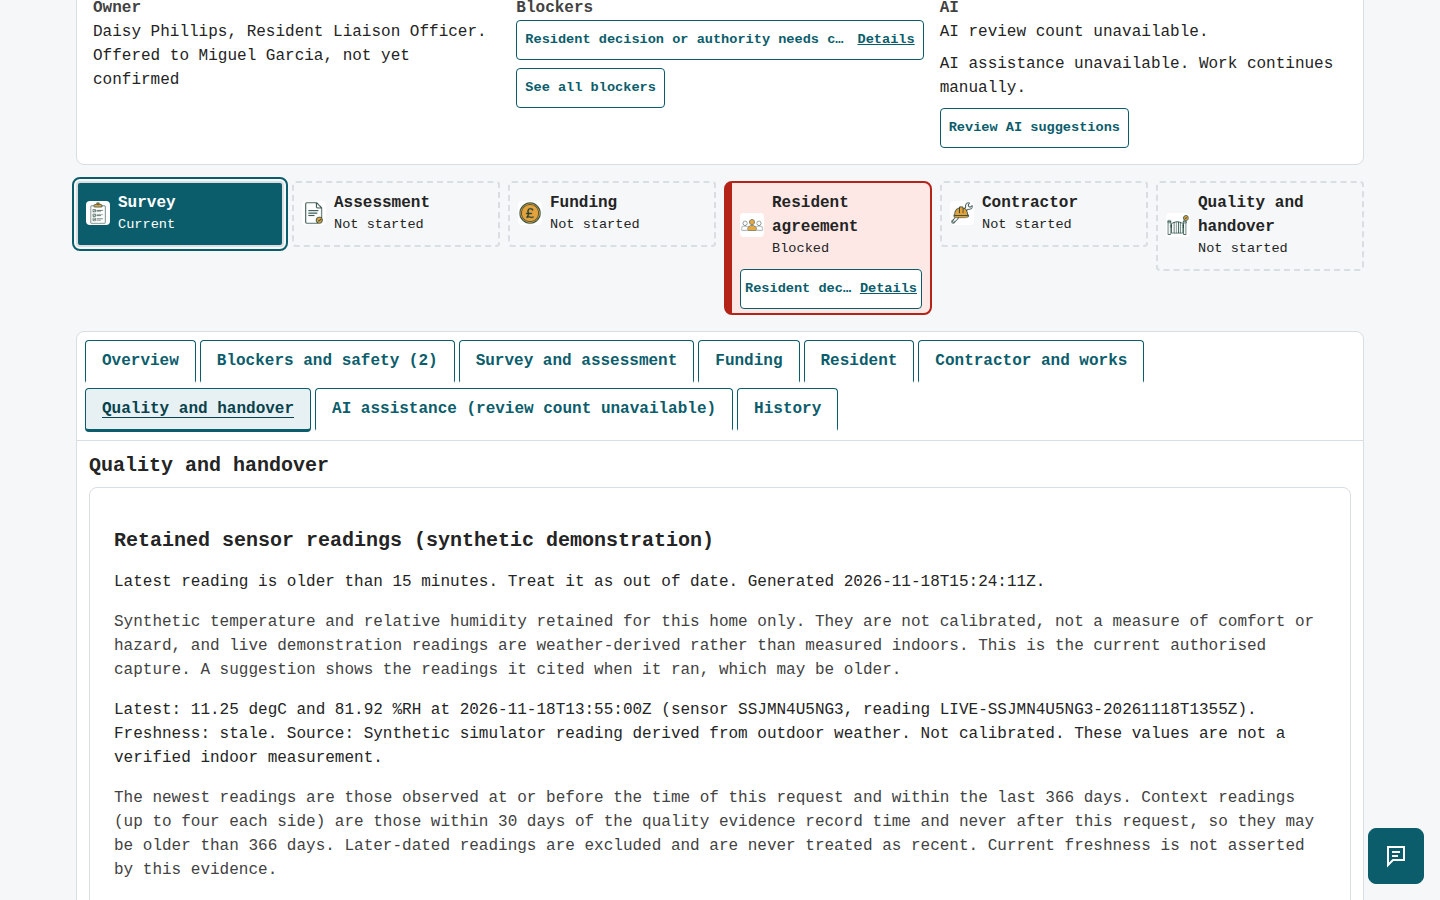 Owner
Daisy Phillips, Resident Liaison Officer.
Offered to Miguel Garcia, not yet
confirmed
Blockers
Resident decision or authority needs c… Details
See all blockers
AI
AI review count unavailable.
AI assistance unavailable. Work continues
manually.
Review AI suggestions
Survey
Current
Assessment
Not started
Funding
Not started
Resident
agreement
Blocked
Resident dec… Details
Contractor
Not started
Quality and
handover
Not started
Overview
Blockers and safety (2)
Survey and assessment
Funding
Resident
Contractor and works
Quality and handover
AI assistance (review count unavailable)
History
Quality and handover
Retained sensor readings (synthetic demonstration)
Latest reading is older than 15 minutes. Treat it as out of date. Generated 2026-11-18T15:24:11Z.
Synthetic temperature and relative humidity retained for this home only. They are not calibrated, not a measure of comfort or
hazard, and live demonstration readings are weather-derived rather than measured indoors. This is the current authorised
capture. A suggestion shows the readings it cited when it ran, which may be older.
Latest: 11.25 degC and 81.92 %RH at 2026-11-18T13:55:00Z (sensor SSJMN4U5NG3, reading LIVE-SSJMN4U5NG3-20261118T1355Z).
Freshness: stale. Source: Synthetic simulator reading derived from outdoor weather. Not calibrated. These values are not a
verified indoor measurement.
The newest readings are those observed at or before the time of this request and within the last 366 days. Context readings
(up to four each side) are those within 30 days of the quality evidence record time and never after this request, so they may
be older than 366 days. Later-dated readings are excluded and are never treated as recent. Current freshness is not asserted
by this evidence.